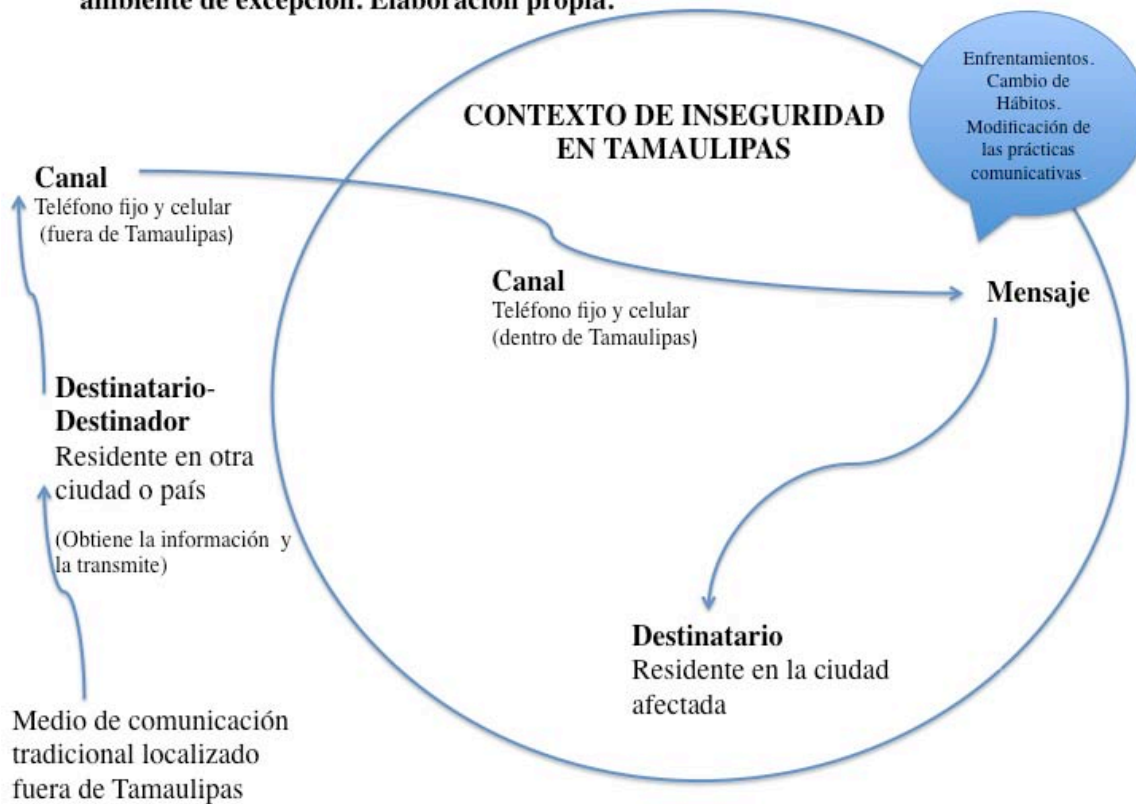 ambiente de excepción. Elaboración propia.
Enfrentamientos.
Cambio de
Hábitos.
Modificación de
las prácticas
comunicativas.
CONTEXTO DE INSEGURIDAD
EN TAMAULIPAS
Canal
Teléfono fijo y celular
(fuera de Tamaulipas)
Canal
Teléfono fijo y celular
(dentro de Tamaulipas)
Mensaje
Destinatario-
Destinador
Residente en otra
ciudad o país
(Obtiene la información y
la transmite)
Destinatario
Residente en la ciudad
afectada
Medio de comunicación
tradicional localizado
fuera de Tamaulipas